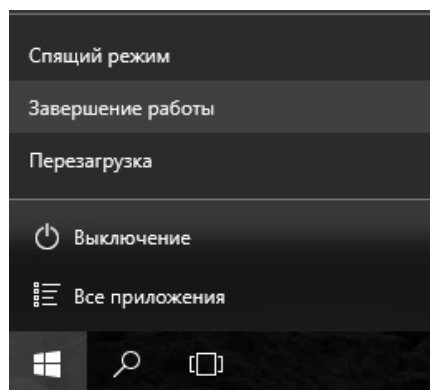 Спящий режим
Завершение работы
Перезагрузка
Выключение
Все приложения